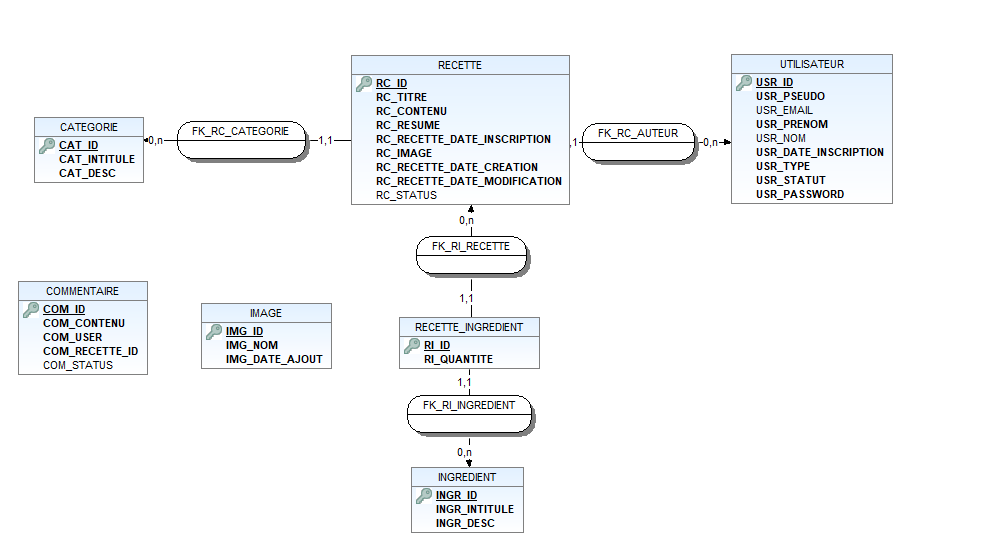 RECETTE
RC_ID
RC_TITRE
RC_CONTENU
RC_RESUME
RC_RECETTE_DATE_INSCRIPTION
RC_IMAGE
RC_RECETTE_DATE_CREATION
RC_RECETTE_DATE_MODIFICATION
RC_STATUS
UTILISATEUR
USR_ID
USR_PSEUDO
USR_EMAIL
USR_PRENOM
USR_NOM
USR_DATE_INSCRIPTION
USR_TYPE
USR_STATUT
USR_PASSWORD
CATEGORIE
CAT_ID
CAT_INTITULE
CAT_DESC
0,n
FK_RC_CATEGORIE
1,1
,1
FK_RC_AUTEUR
0,n
0,n
FK_RI_RECETTE
1,1
COMMENTAIRE
COM_ID
COM_CONTENU
COM_USER
COM_RECETTE_ID
COM_STATUS
IMAGE
IMG_ID
IMG_NOM
IMG_DATE_AJOUT
RECETTE_INGREDIENT
RI_ID
RI_QUANTITE
1,1
FK_RI_INGREDIENT
0,n
INGREDIENT
INGR_ID
INGR_INTITULE
INGR_DESC